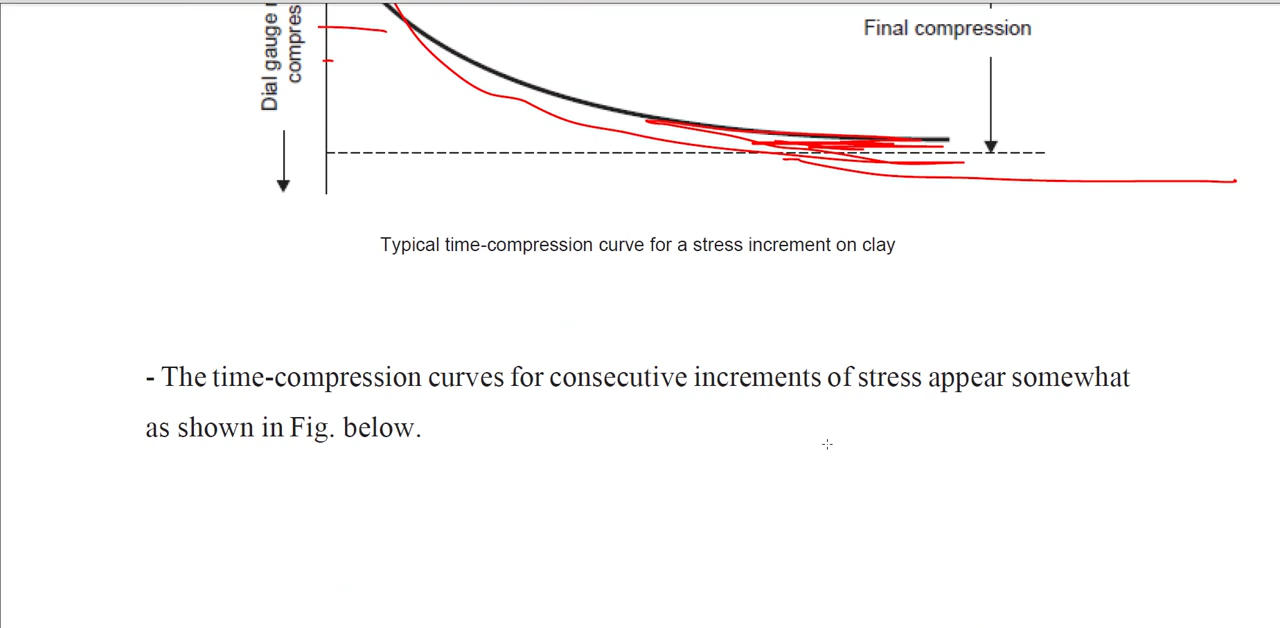 Dial gauge
compres
Final compression
Typical time-compression curve for a stress increment on clay
- The time-compression curves for consecutive increments of stress appear somewhat
as shown in Fig. below.